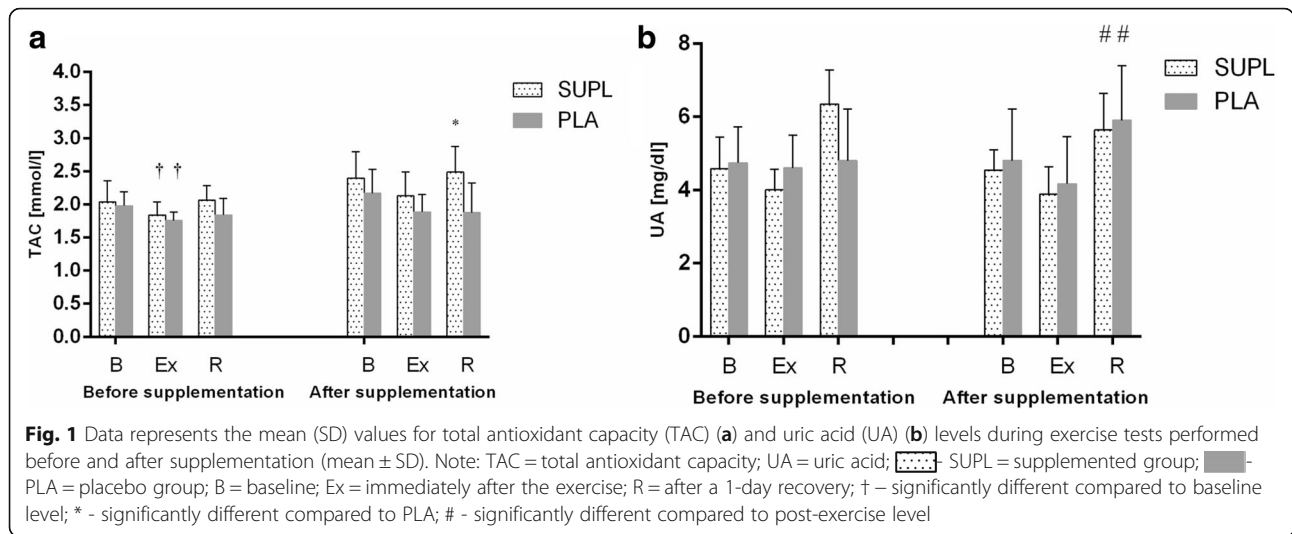 a
b
4.0
3.5
3.0
2.5
2.0
1.5
1.0
0.5
0.0
TAC [mmol/l]
SUPL
PLA
† †
*
B Ex R B Ex R
Before supplementation After supplementation
8
6
4
2
0
UA [mg/dl]
# #
SUPL
PLA
B Ex R B Ex R
Before supplementation After supplementation
Fig. 1 Data represents the mean (SD) values for total antioxidant capacity (TAC) (a) and uric acid (UA) (b) levels during exercise tests performed
before and after supplementation (mean ± SD). Note: TAC = total antioxidant capacity; UA = uric acid; - SUPL = supplemented group; -
PLA = placebo group; B = baseline; Ex = immediately after the exercise; R = after a 1-day recovery; † – significantly different compared to baseline
level; * - significantly different compared to PLA; # - significantly different compared to post-exercise level